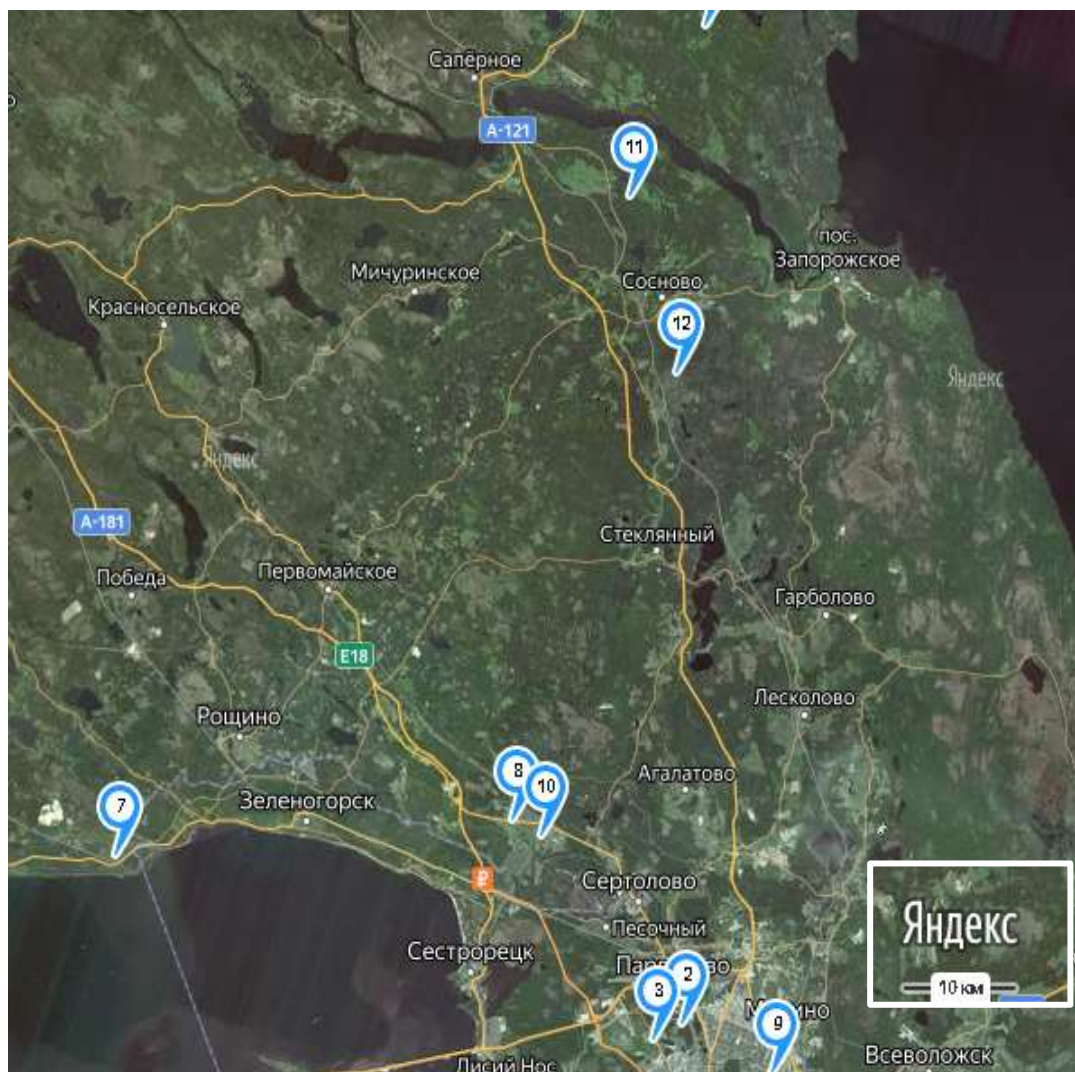 Сапёрное
А-121
11
пос.
Запорожское
Мичуринское
Сосново
Красносельское
12
Яндекс
Яндекс
А-181
Стеклянный
Победа
Первомайское
Гарболово
Е18
Лесколово
Рощино
8
Агалатово
10
7
Зеленогорск
₽
Сертолово
Яндекс
Песочный
Сестрорецк
2
3
10 км
9
Лисий Нос
Всеволожск